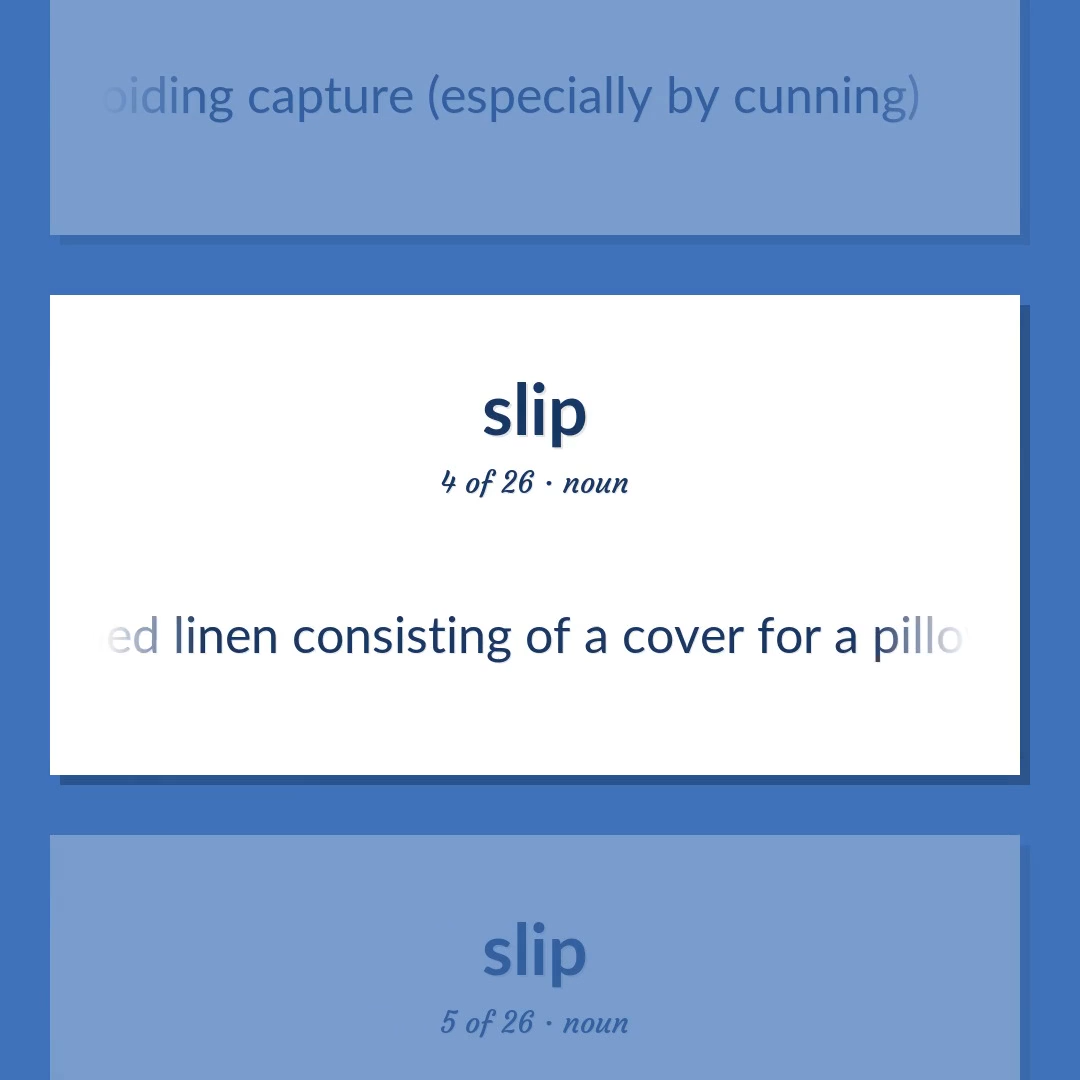 oiding capture (especially by cunning)
slip
4 of 26 · noun
ed linen consisting of a cover for a pillo
slip
5 of 26 · noun